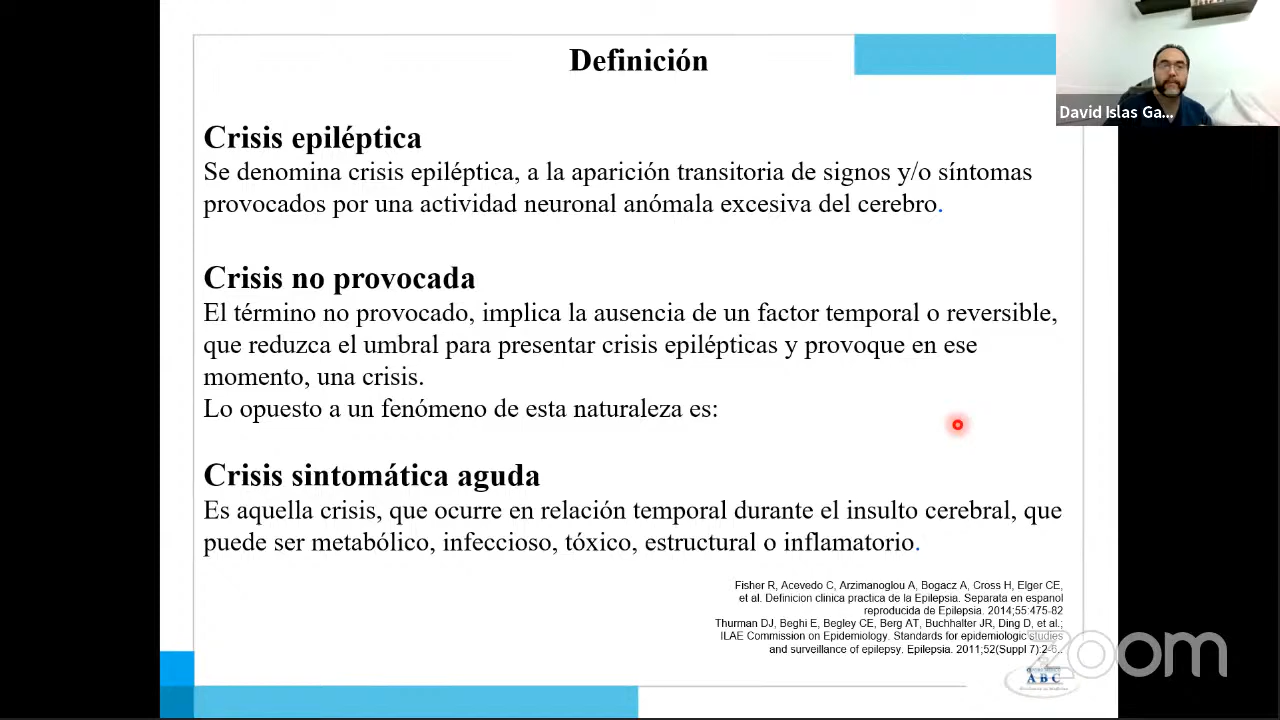 Definición
David Islas Ga...
Crisis epiléptica
Se denomina crisis epiléptica, a la aparición transitoria de signos y/o síntomas
provocados por una actividad neuronal anómala excesiva del cerebro.
Crisis no provocada
El término no provocado, implica la ausencia de un factor temporal o reversible,
que reduzca el umbral para presentar crisis epilépticas y provoque en ese
momento, una crisis.
Lo opuesto a un fenómeno de esta naturaleza es:
Crisis sintomática aguda
Es aquella crisis, que ocurre en relación temporal durante el insulto cerebral, que
puede ser metabólico, infeccioso, tóxico, estructural o inflamatorio.
Fisher R, Acevedo C, Arzimanoglou A, Bogacz A, Cross H, Elger CE,
et al. Definicion clinica practica de la Epilepsia. Separata en espanol
reproducida de Epilepsia. 2014;55:475-82
Thurman DJ, Beghi E, Begley CE, Berg AT, Buchhalter JR, Ding D, et al.;
ILAE Commission on Epidemiology. Standards for epidemiologic studies
and surveillance of epilepsy. Epilepsia. 2011;52(Suppl 7):2-6..
zoom
ABC